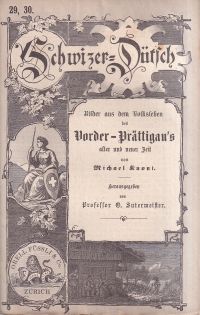 29, 30.
Schwizer-Dütsch
Bilder aus dem Volksleben
des
Vorder-Prättigau's
alter und neuer Zeit
von
Michael Kuoni.
Herausgegeben
von
Professor O. Sutermeister.
ORELL FÜSSLI & CO.
ZÜRICH